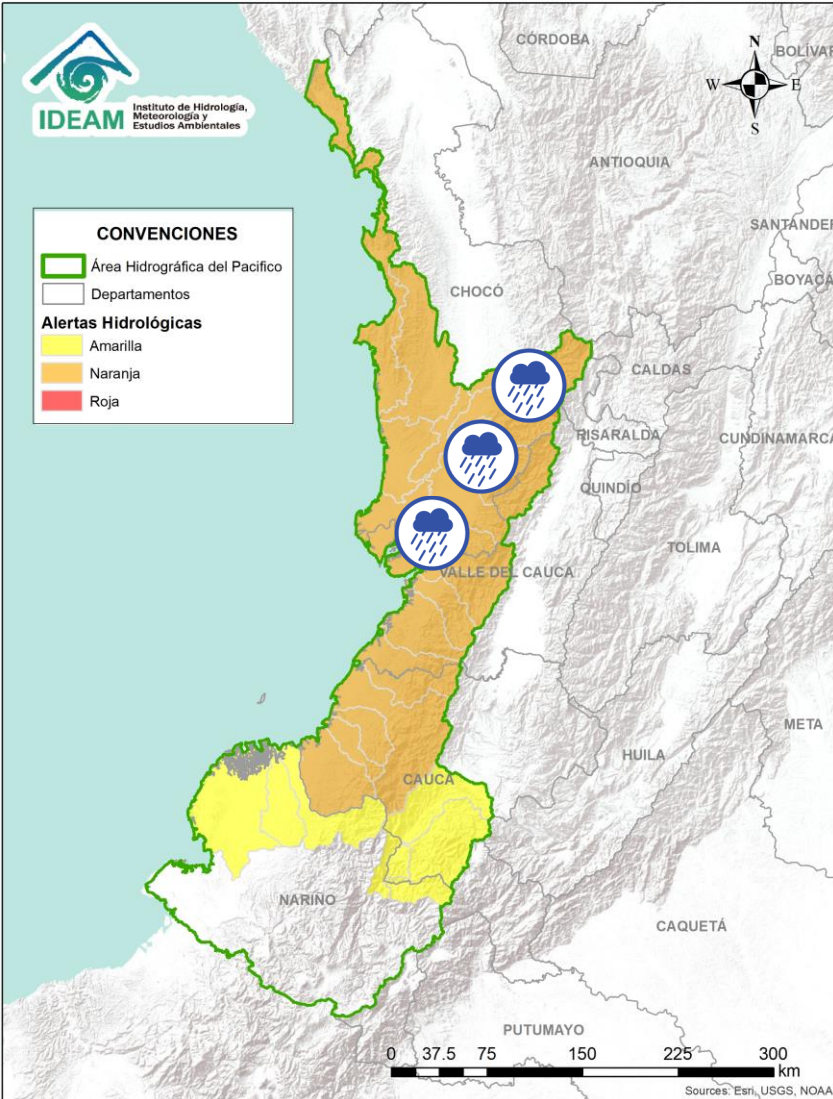 CÓRDOBA
BOLÍVAR
N
W
E
S
IDEAM
Instituto de Hidrología,
Meteorología y
Estudios Ambientales
ANTIOQUIA
SANTANDER
CONVENCIONES
Área Hidrográfica del Pacifico
Departamentos
Alertas Hidrológicas
Amarilla
Naranja
Roja
BOYACÁ
CHOCÓ
CALDAS
RISARALDA
CUNDINAMARCA
QUINDÍO
TOLIMA
VALLE DEL CAUCA
META
HUILA
CAUCA
NARIÑO
CAQUETÁ
PUTUMAYO
0 37.5 75 150 225 300
km
Sources: Esri, USGS, NOAA